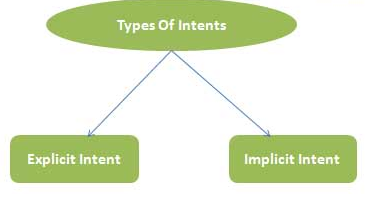 Types Of Intents
Explicit Intent
Implicit Intent